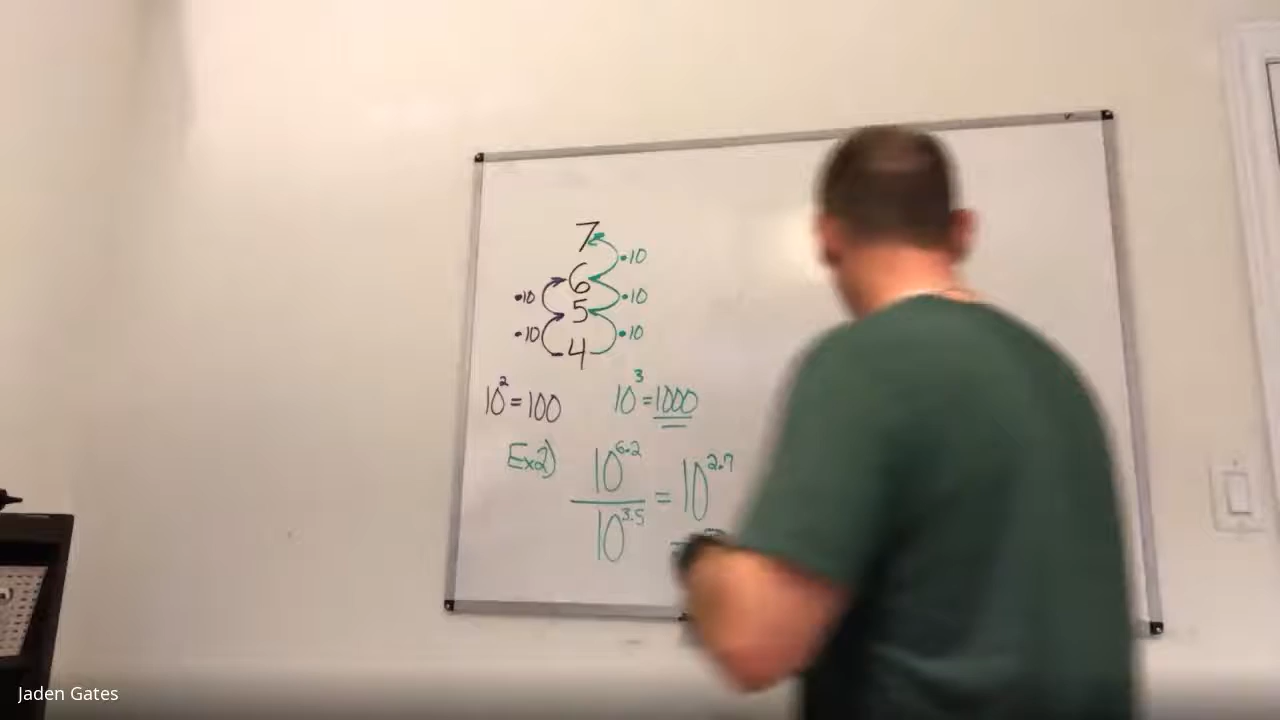 7
·10
6
·10 ·10
5
·10 ·10
4
10² = 100 10³ = 1000
Ex2) 10^6.2 / 10^3.5 = 10^2.7
Jaden Gates